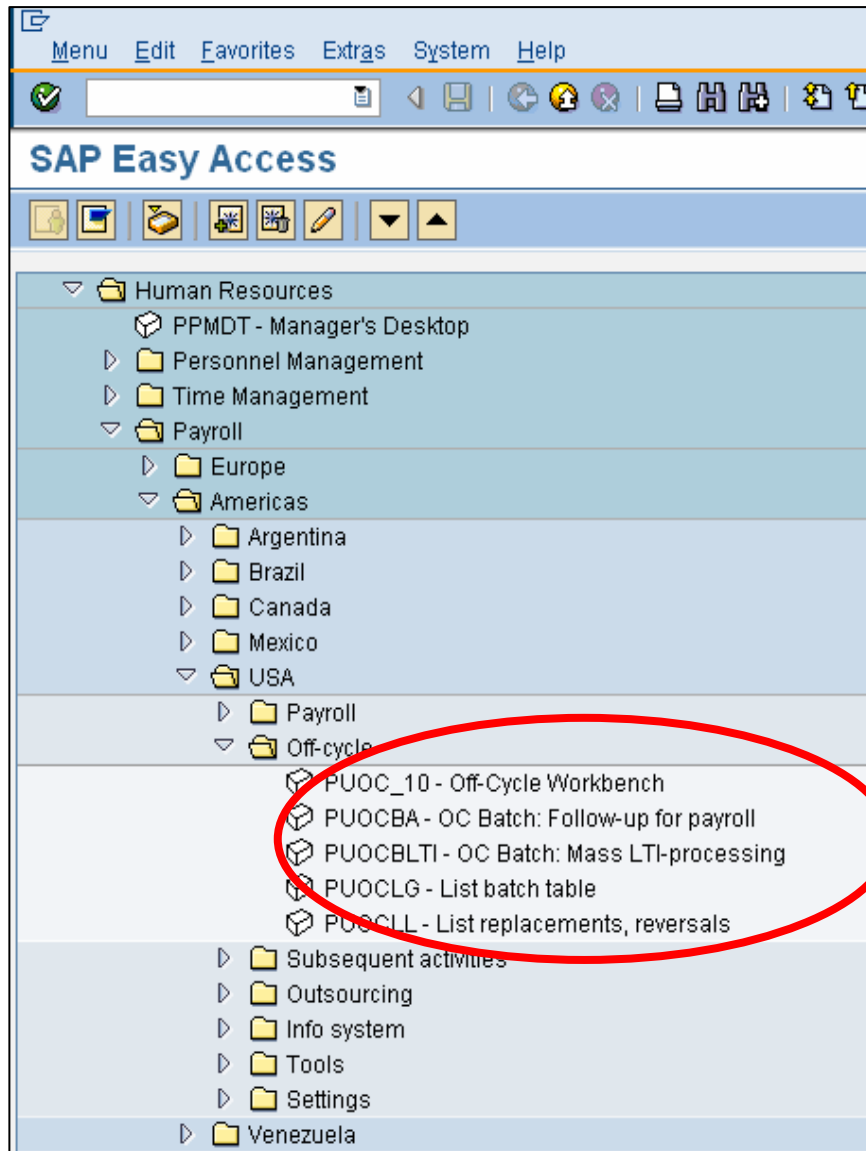 Menu Edit Favorites Extras System Help
SAP Easy Access
Human Resources
PPMDT - Manager's Desktop
Personnel Management
Time Management
Payroll
Europe
Americas
Argentina
Brazil
Canada
Mexico
USA
Payroll
Off-cycle
PUOC_10 - Off-Cycle Workbench
PUOCBA - OC Batch: Follow-up for payroll
PUOCBLTI - OC Batch: Mass LTI-processing
PUOCLG - List batch table
PUOCLL - List replacements, reversals
Subsequent activities
Outsourcing
Info system
Tools
Settings
Venezuela